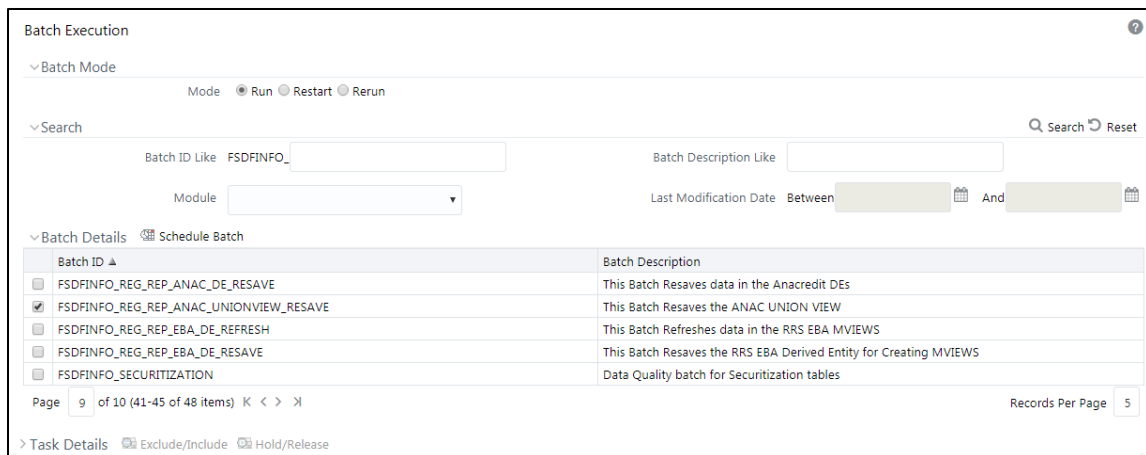 Batch Execution
Batch Mode
Mode Run Restart Rerun
Search Search Reset
Batch ID Like FSDFINFO_ Batch Description Like
Module Last Modification Date Between And
Batch Details Schedule Batch
Batch ID Batch Description
FSDFINFO_REG_REP_ANAC_DE_RESAVE This Batch Resaves data in the Anacredit DEs
FSDFINFO_REG_REP_ANAC_UNIONVIEW_RESAVE This Batch Resaves the ANAC UNION VIEW
FSDFINFO_REG_REP_EBA_DE_REFRESH This Batch Refreshes data in the RRS EBA MVIEWS
FSDFINFO_REG_REP_EBA_DE_RESAVE This Batch Resaves the RRS EBA Derived Entity for Creating MVIEWS
FSDFINFO_SECURITIZATION Data Quality batch for Securitization tables
Page 9 of 10 (41-45 of 48 items) Records Per Page 5
Task Details Exclude/Include Hold/Release